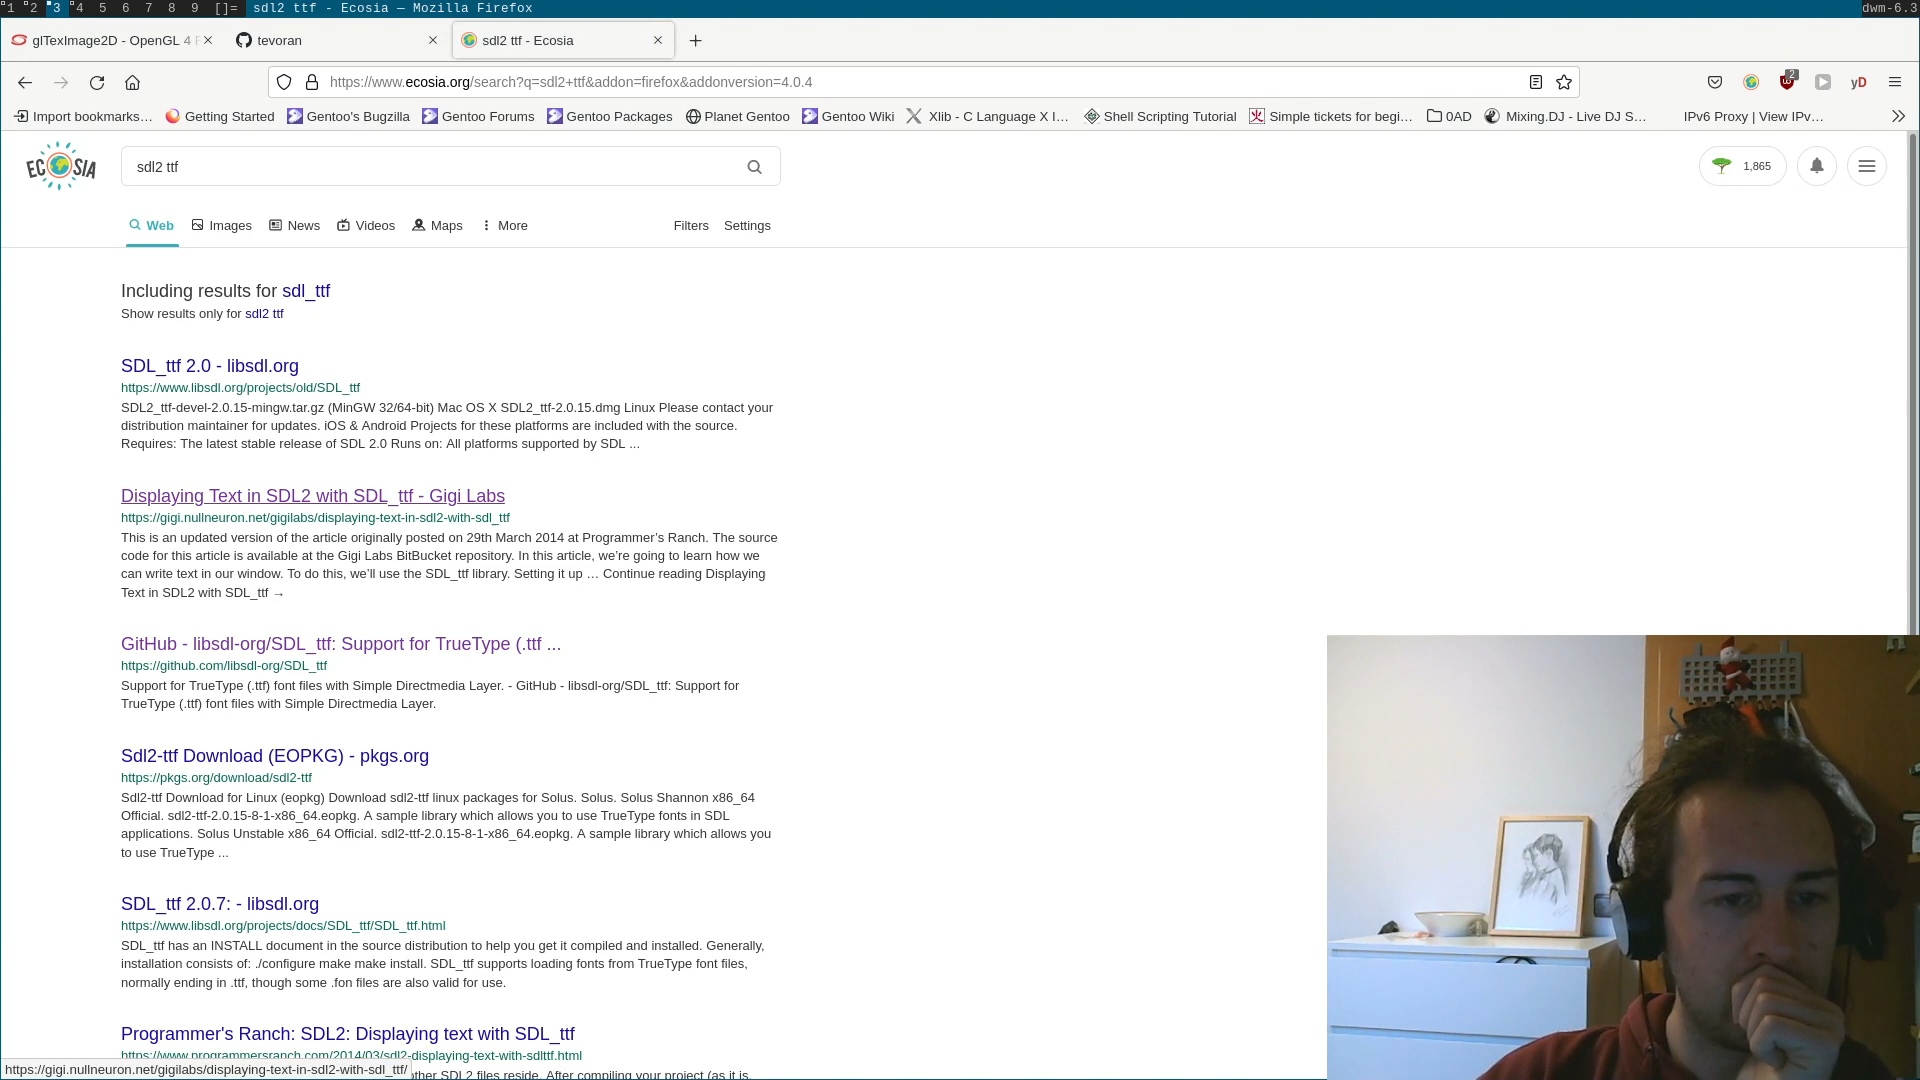 1 2 3 4 5 6 7 8 9 []= sdl2 ttf - Ecosia — Mozilla Firefox dwm-6.3
glTexImage2D - OpenGL 4 tevoran sdl2 ttf - Ecosia
https://www.ecosia.org/search?q=sdl2+ttf&addon=firefox&addonversion=4.0.4 2 yD
Import bookmarks… Getting Started Gentoo's Bugzilla Gentoo Forums Gentoo Packages Planet Gentoo Gentoo Wiki Xlib - C Language X I… Shell Scripting Tutorial Simple tickets for begi… 0AD Mixing.DJ - Live DJ S… IPv6 Proxy | View IPv…
ECOSIA sdl2 ttf 1,865
Web Images News Videos Maps More Filters Settings
Including results for sdl_ttf
Show results only for sdl2 ttf
SDL_ttf 2.0 - libsdl.org
https://www.libsdl.org/projects/old/SDL_ttf
SDL2_ttf-devel-2.0.15-mingw.tar.gz (MinGW 32/64-bit) Mac OS X SDL2_ttf-2.0.15.dmg Linux Please contact your
distribution maintainer for updates. iOS & Android Projects for these platforms are included with the source.
Requires: The latest stable release of SDL 2.0 Runs on: All platforms supported by SDL ...
Displaying Text in SDL2 with SDL_ttf - Gigi Labs
https://gigi.nullneuron.net/gigilabs/displaying-text-in-sdl2-with-sdl_ttf
This is an updated version of the article originally posted on 29th March 2014 at Programmer’s Ranch. The source
code for this article is available at the Gigi Labs BitBucket repository. In this article, we’re going to learn how we
can write text in our window. To do this, we’ll use the SDL_ttf library. Setting it up … Continue reading Displaying
Text in SDL2 with SDL_ttf →
GitHub - libsdl-org/SDL_ttf: Support for TrueType (.ttf ...
https://github.com/libsdl-org/SDL_ttf
Support for TrueType (.ttf) font files with Simple Directmedia Layer. - GitHub - libsdl-org/SDL_ttf: Support for
TrueType (.ttf) font files with Simple Directmedia Layer.
Sdl2-ttf Download (EOPKG) - pkgs.org
https://pkgs.org/download/sdl2-ttf
Sdl2-ttf Download for Linux (eopkg) Download sdl2-ttf linux packages for Solus. Solus. Solus Shannon x86_64
Official. sdl2-ttf-2.0.15-8-1-x86_64.eopkg. A sample library which allows you to use TrueType fonts in SDL
applications. Solus Unstable x86_64 Official. sdl2-ttf-2.0.15-8-1-x86_64.eopkg. A sample library which allows you
to use TrueType ...
SDL_ttf 2.0.7: - libsdl.org
https://www.libsdl.org/projects/docs/SDL_ttf/SDL_ttf.html
SDL_ttf has an INSTALL document in the source distribution to help you get it compiled and installed. Generally,
installation consists of: ./configure make make install. SDL_ttf supports loading fonts from TrueType font files,
normally ending in .ttf, though some .fon files are also valid for use.
Programmer's Ranch: SDL2: Displaying text with SDL_ttf
https://www.programmersranch.com/2014/03/sdl2-displaying-text-with-sdlttf.html
https://gigi.nullneuron.net/gigilabs/displaying-text-in-sdl2-with-sdl_ttf/ other SDL2 files reside. After compiling your project (as it is,